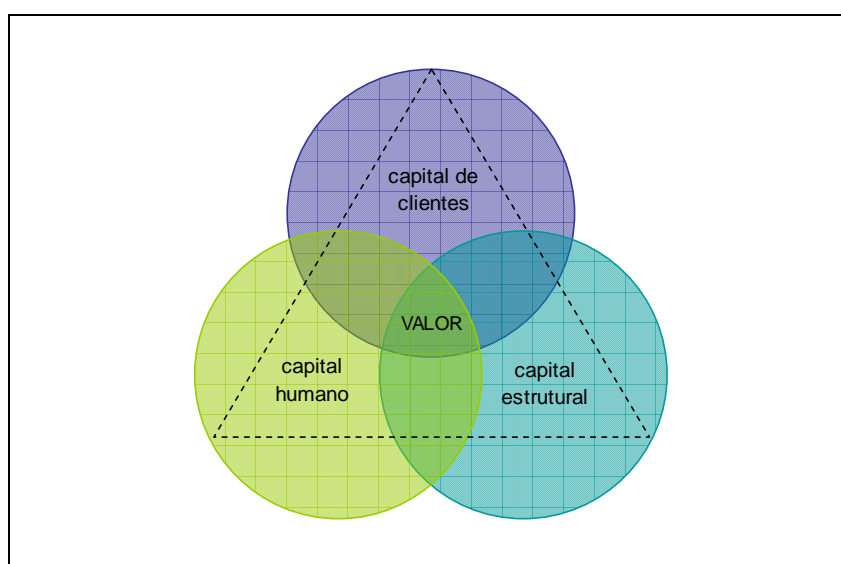 capital de
clientes
VALOR
capital
humano
capital
estrutural